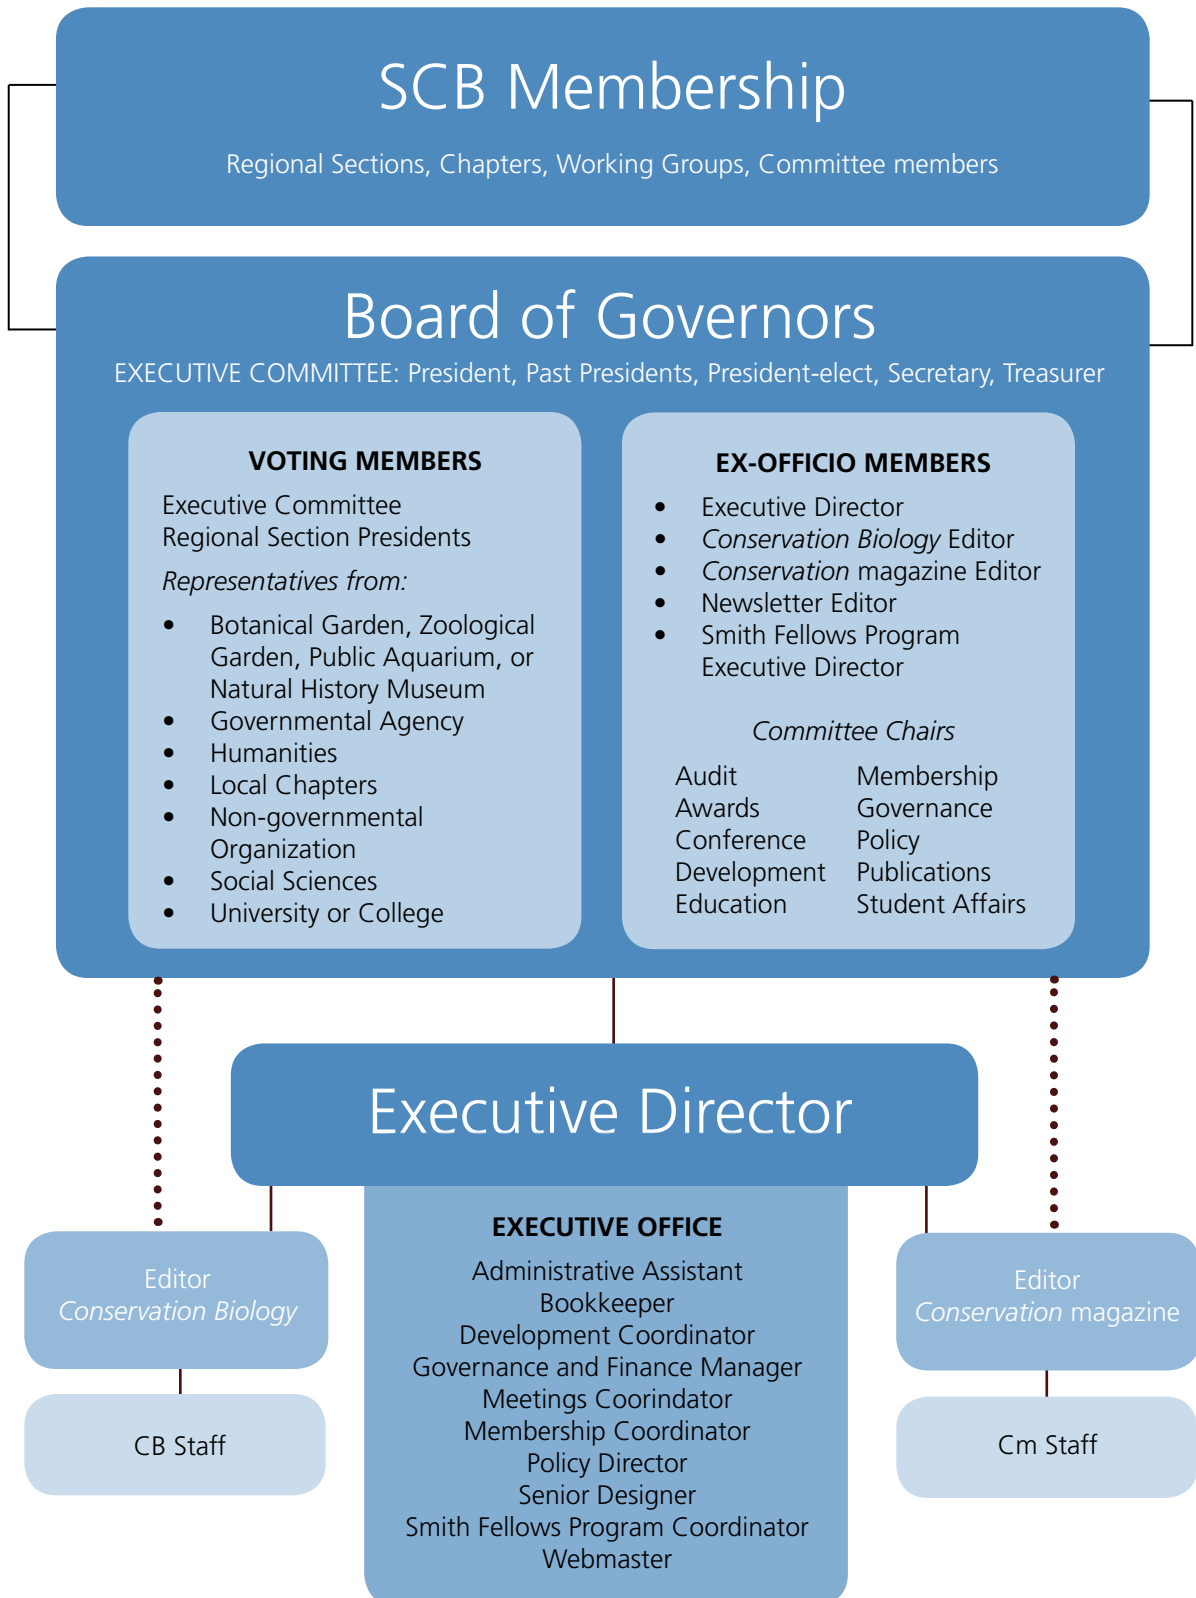 SCB Membership
Regional Sections, Chapters, Working Groups, Committee members
Board of Governors
EXECUTIVE COMMITTEE: President, Past Presidents, President-elect, Secretary, Treasurer
VOTING MEMBERS
Executive Committee
Regional Section Presidents
Representatives from:
• Botanical Garden, Zoological
Garden, Public Aquarium, or
Natural History Museum
• Governmental Agency
• Humanities
• Local Chapters
• Non-governmental
Organization
• Social Sciences
• University or College
EX-OFFICIO MEMBERS
• Executive Director
• Conservation Biology Editor
• Conservation magazine Editor
• Newsletter Editor
• Smith Fellows Program
Executive Director
Committee Chairs
Audit
Awards
Conference
Development
Education
Membership
Governance
Policy
Publications
Student Affairs
Executive Director
EXECUTIVE OFFICE
Administrative Assistant
Bookkeeper
Development Coordinator
Governance and Finance Manager
Meetings Coorindator
Membership Coordinator
Policy Director
Senior Designer
Smith Fellows Program Coordinator
Webmaster
Editor
Conservation Biology
CB Staff
Editor
Conservation magazine
Cm Staff